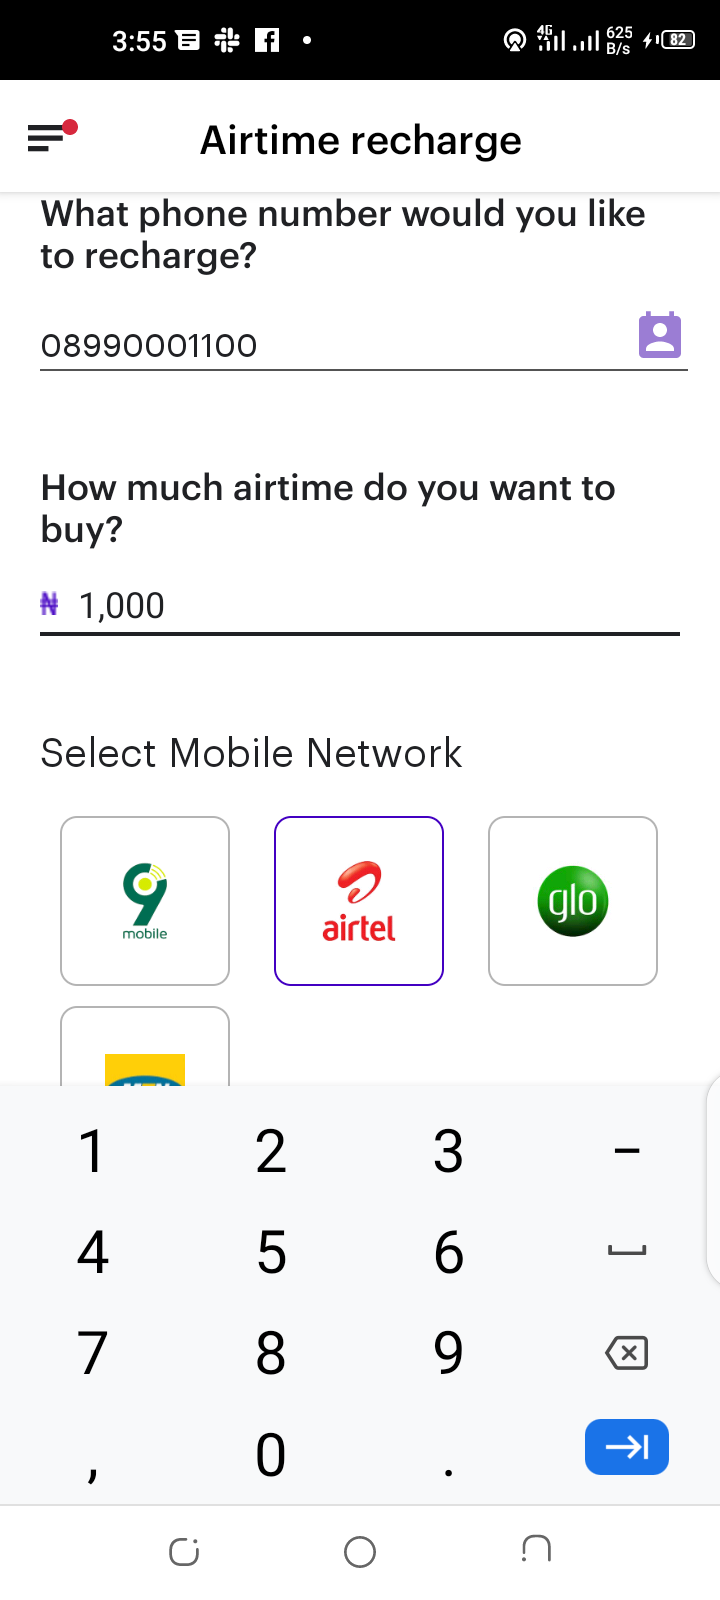 3:55
4G
625
B/s
82
Airtime recharge
What phone number would you like
to recharge?
08990001100
How much airtime do you want to
buy?
₦ 1,000
Select Mobile Network
9
mobile
airtel
glo
1 2 3 –
4 5 6
7 8 9
, 0 .